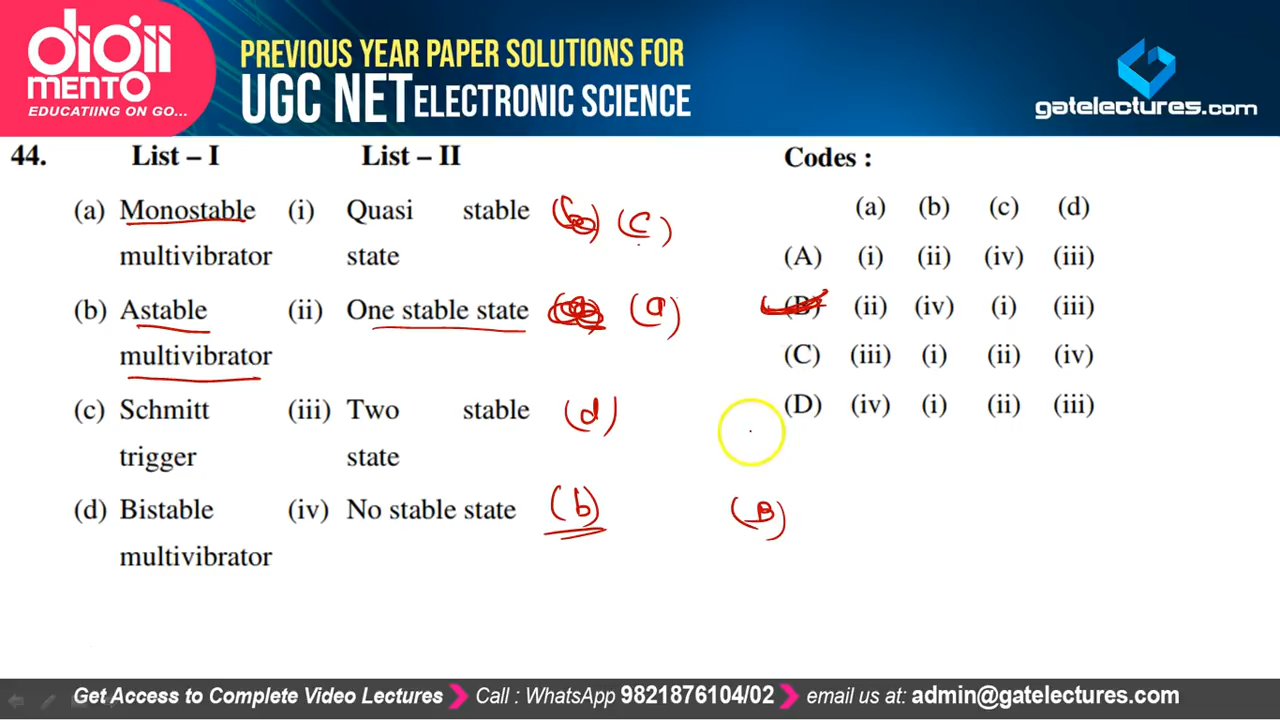 dioii
MENTO
EDUCATIING ON GO...
PREVIOUS YEAR PAPER SOLUTIONS FOR
UGC NET ELECTRONIC SCIENCE
gatelectures.com
44. List – I List – II
(a) Monostable (i) Quasi stable (C)
multivibrator state
(b) Astable (ii) One stable state (a)
multivibrator
(c) Schmitt (iii) Two stable (d)
trigger state
(d) Bistable (iv) No stable state (b)
multivibrator
Codes :
(a) (b) (c) (d)
(A) (i) (ii) (iv) (iii)
(B) (ii) (iv) (i) (iii)
(C) (iii) (i) (ii) (iv)
(D) (iv) (i) (ii) (iii)
(B)
Get Access to Complete Video Lectures Call : WhatsApp 9821876104/02 email us at: admin@gatelectures.com